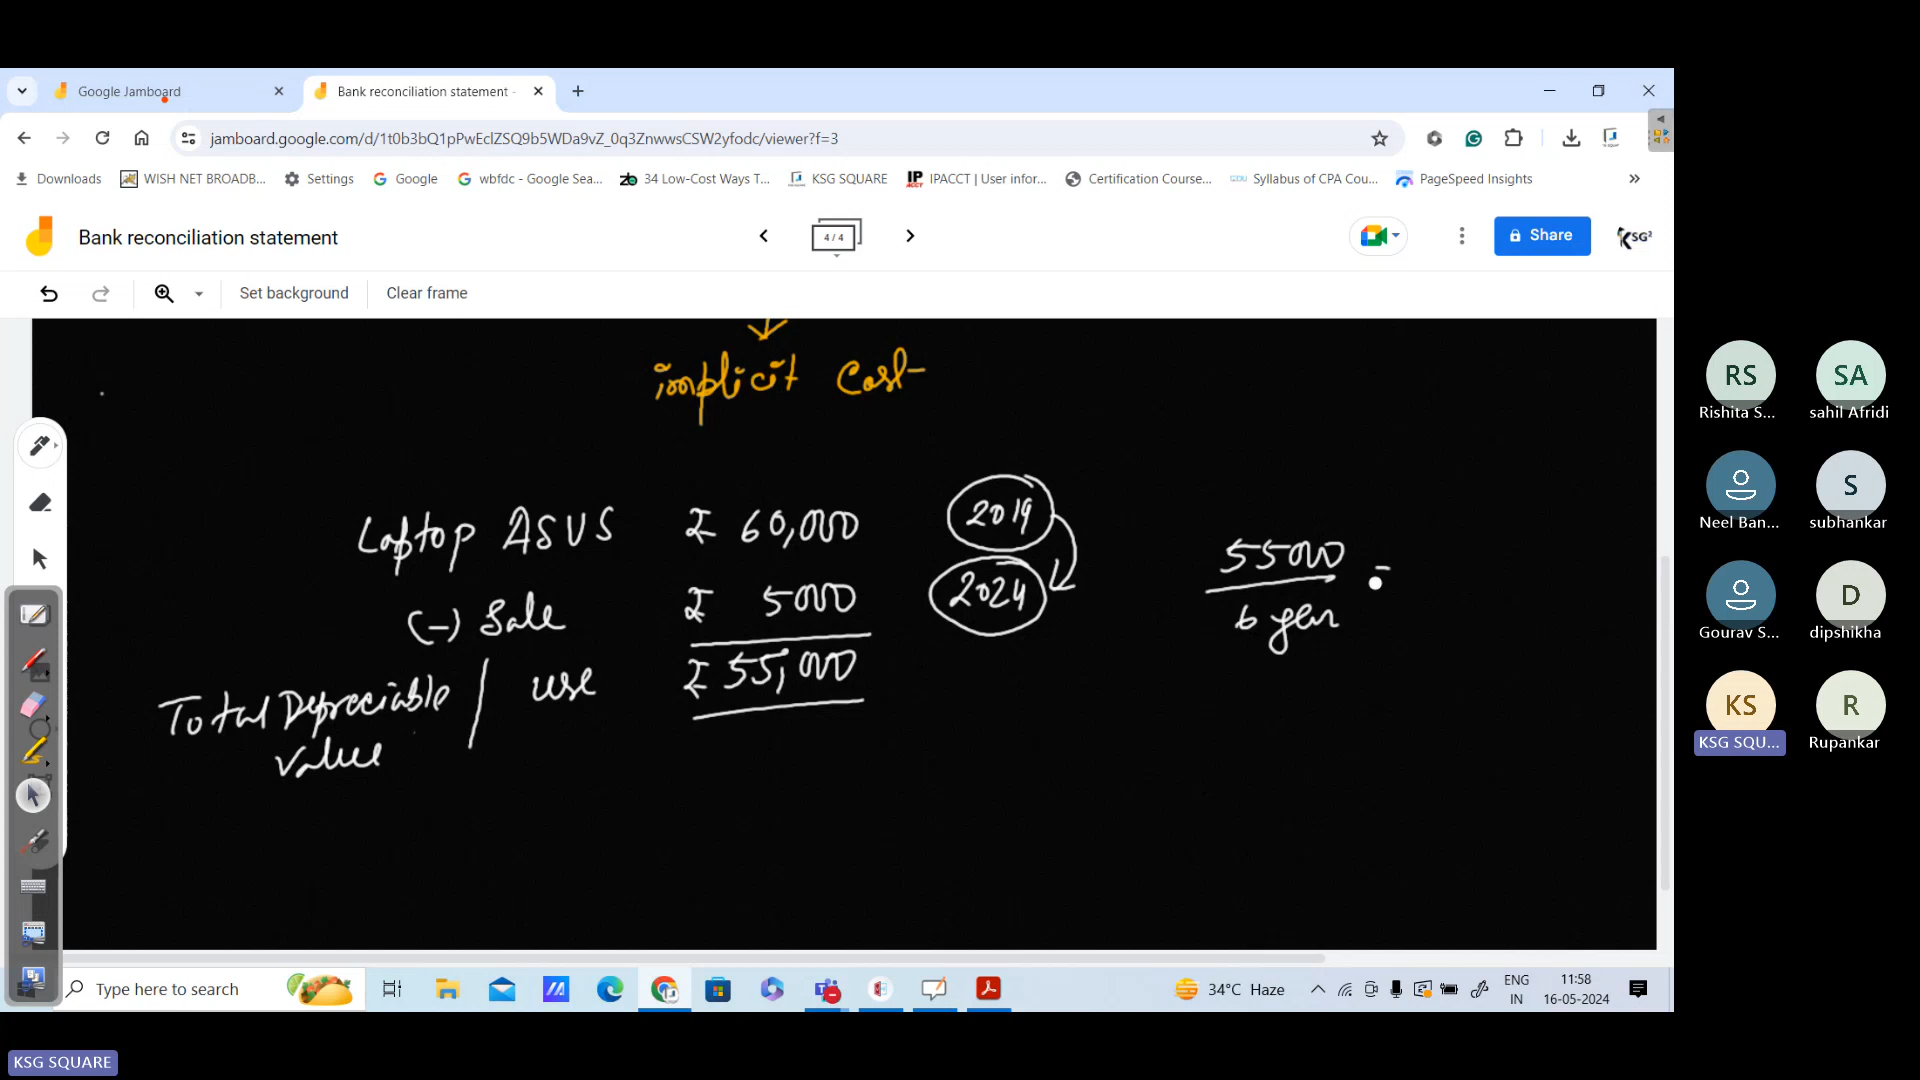 Google Jamboard
Bank reconciliation statement -
jamboard.google.com/d/1t0b3bQ1pPwEclZSQ9b5WDa9vZ_0q3ZnwwsCSW2yfodc/viewer?f=3
Downloads WISH NET BROADB... Settings Google wbfdc - Google Sea... 34 Low-Cost Ways T... KSG SQUARE IPACCT | User infor... Certification Course... Syllabus of CPA Cou... PageSpeed Insights »
Bank reconciliation statement
4 / 4
Share
KSG²
Set background Clear frame
implicit Cost
Laptop ASUS ₹ 60,000 2019
(-) Sale ₹ 5000 2024
Total Depreciable / use ₹ 55,000
Value
55000 =
6 year
RS SA
Rishita S... sahil Afridi
S
Neel Ban... subhankar
D
Gourav S... dipshikha
KS R
KSG SQU... Rupankar
Type here to search
34°C Haze
ENG
IN
11:58
16-05-2024
KSG SQUARE